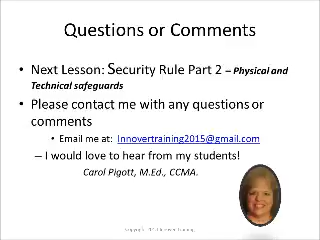 Questions or Comments
• Next Lesson: Security Rule Part 2 – Physical and
Technical safeguards
• Please contact me with any questions or
comments
• Email me at: Innovertraining2015@gmail.com
– I would love to hear from my students!
Carol Pigott, M.Ed., CCMA.